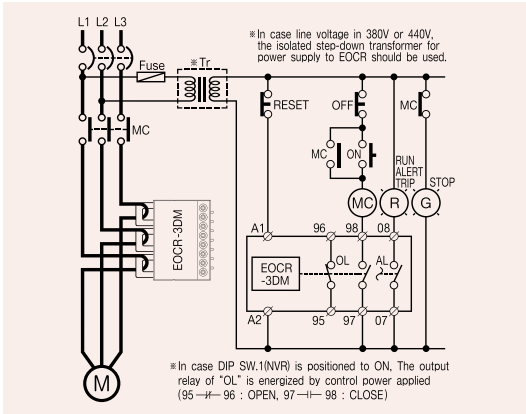 L1 L2 L3
※In case line voltage in 380V or 440V,
the isolated step-down transformer for
power supply to EOCR should be used.
Fuse
※Tr
RESET
OFF
MC
MC
MC
ON
RUN
ALERT
TRIP
STOP
MC
R
G
EOCR-3DM
A1
96
98
08
EOCR
-3DM
OL
AL
A2
95
97
07
M
※In case DIP SW.1(NVR) is positioned to ON, The output
relay of "OL" is energized by control power applied
(95 96 : OPEN, 97 98 : CLOSE)